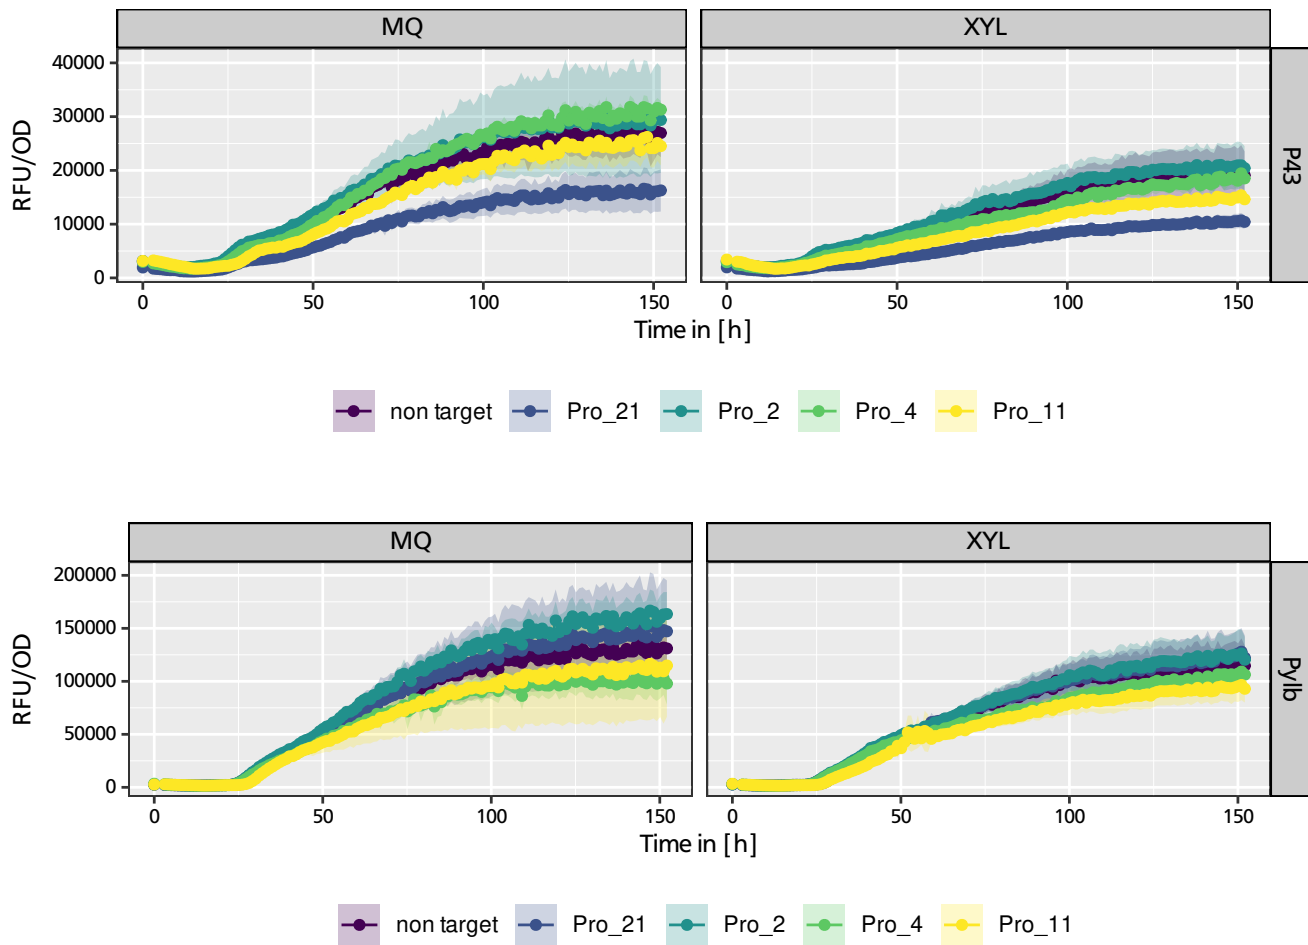 MQ XYL
40000
30000
20000
10000
0
RFU/OD
P43
0 50 100 150 0 50 100 150
Time in [h]
non target Pro_21 Pro_2 Pro_4 Pro_11
MQ XYL
200000
150000
100000
50000
0
RFU/OD
Pylb
0 50 100 150 0 50 100 150
Time in [h]
non target Pro_21 Pro_2 Pro_4 Pro_11